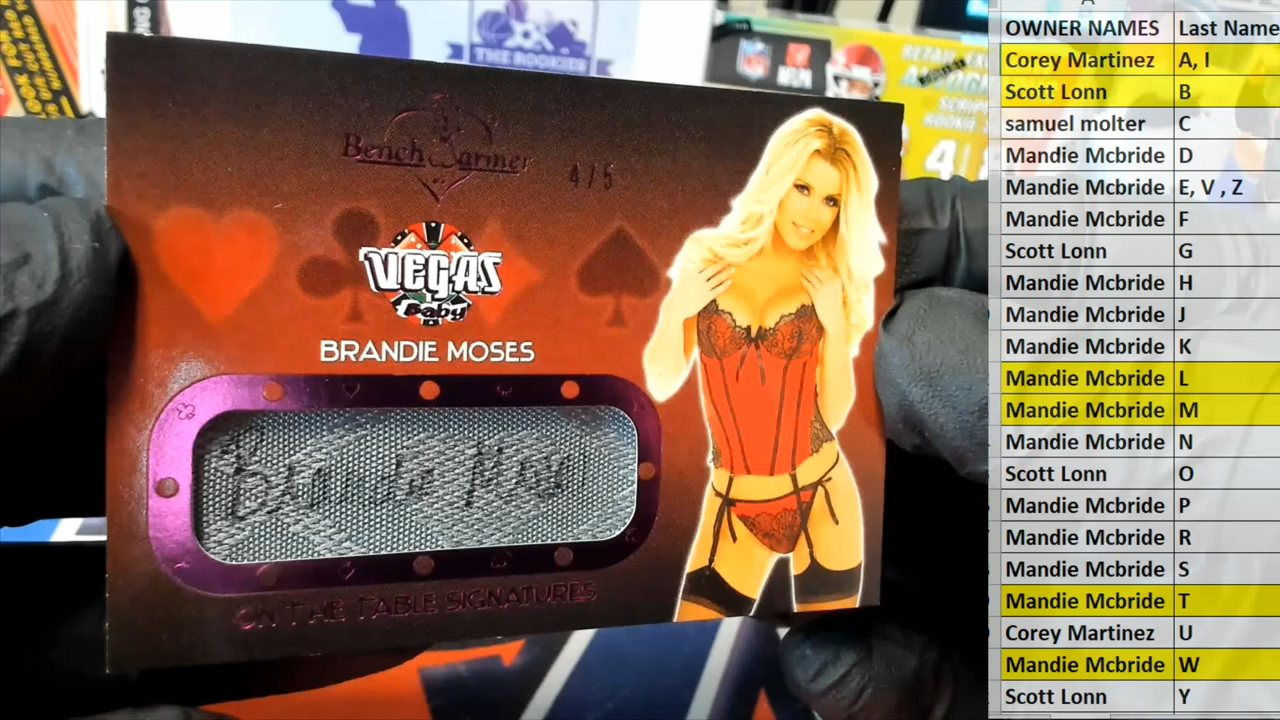 THE ROOKIES
NFL
4/
Bench Warmer
4/5
VEGAS
Baby
BRANDIE MOSES
ON THE TABLE SIGNATURES
OWNER NAMES Last Name
Corey Martinez A, I
Scott Lonn B
samuel molter C
Mandie Mcbride D
Mandie Mcbride E, V , Z
Mandie Mcbride F
Scott Lonn G
Mandie Mcbride H
Mandie Mcbride J
Mandie Mcbride K
Mandie Mcbride L
Mandie Mcbride M
Mandie Mcbride N
Scott Lonn O
Mandie Mcbride P
Mandie Mcbride R
Mandie Mcbride S
Mandie Mcbride T
Corey Martinez U
Mandie Mcbride W
Scott Lonn Y